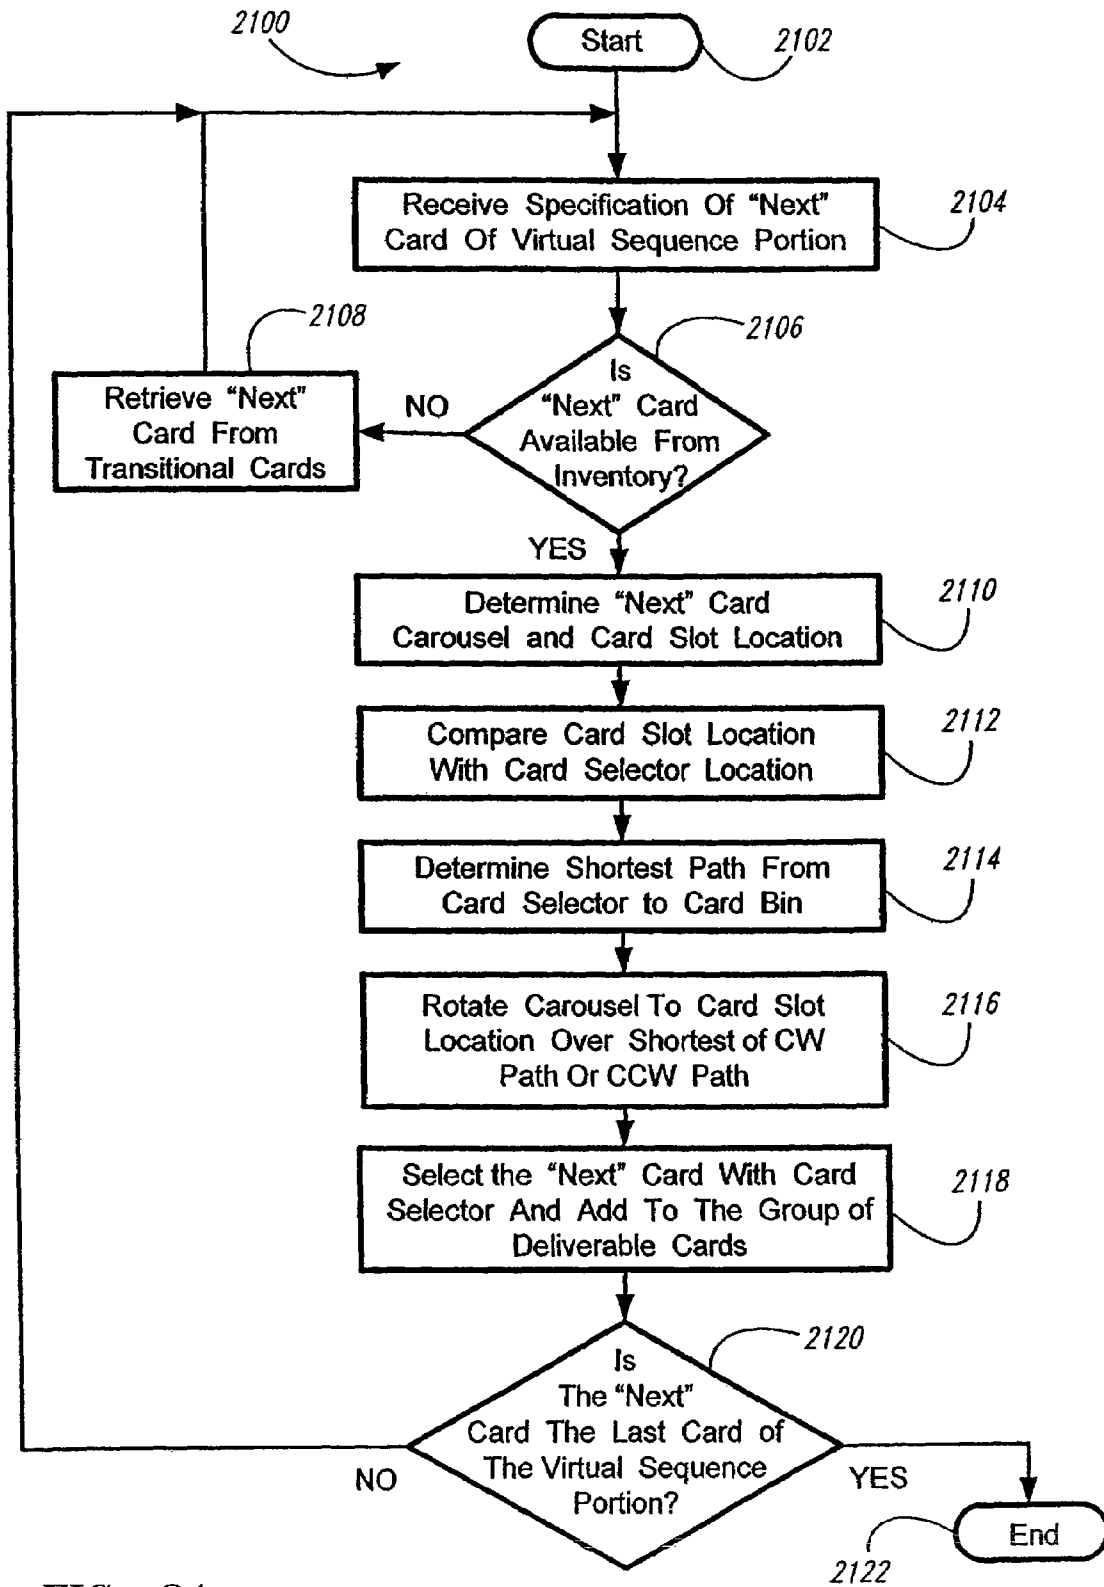 2100
Start
2102
Receive Specification Of "Next"
Card Of Virtual Sequence Portion
2104
2106
Is
"Next" Card
Available From
Inventory?
NO
2108
Retrieve "Next"
Card From
Transitional Cards
YES
Determine "Next" Card
Carousel and Card Slot Location
2110
Compare Card Slot Location
With Card Selector Location
2112
Determine Shortest Path From
Card Selector to Card Bin
2114
Rotate Carousel To Card Slot
Location Over Shortest of CW
Path Or CCW Path
2116
Select the "Next" Card With Card
Selector And Add To The Group of
Deliverable Cards
2118
2120
Is
The "Next"
Card The Last Card of
The Virtual Sequence
Portion?
NO
YES
End
2122